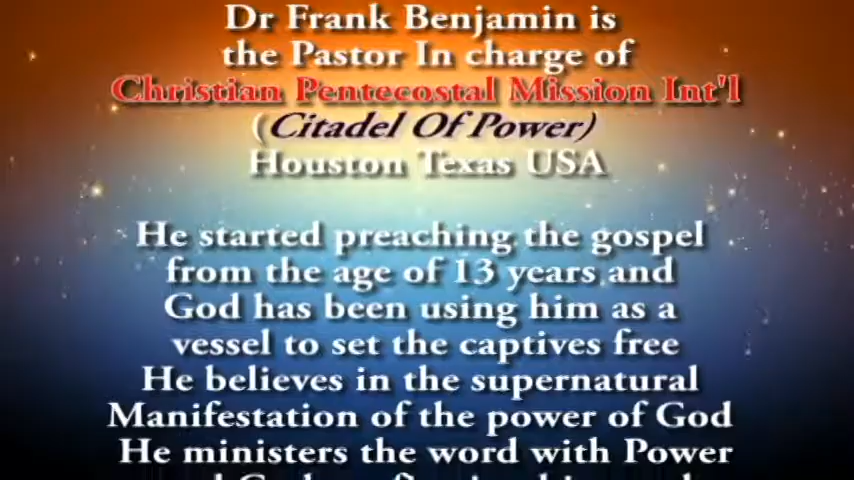 Dr Frank Benjamin is
the Pastor In charge of
Christian Pentecostal Mission Int'l
(Citadel Of Power)
Houston Texas USA
He started preaching the gospel
from the age of 13 years and
God has been using him as a
vessel to set the captives free
He believes in the supernatural
Manifestation of the power of God
He ministers the word with Power